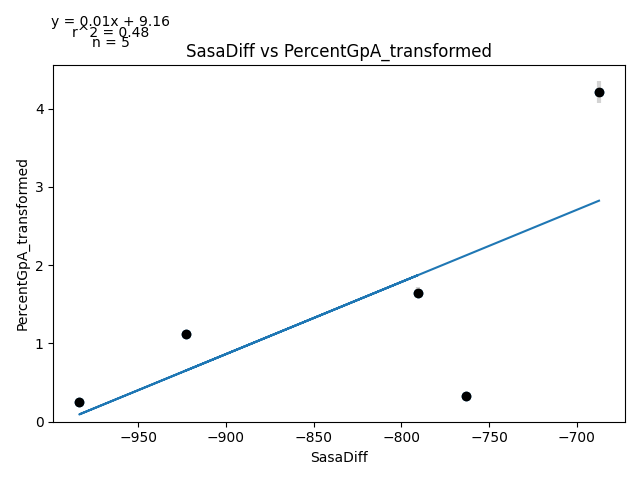 y = 0.01x + 9.16
r^2 = 0.48
n = 5
SasaDiff vs PercentGpA_transformed
PercentGpA_transformed
4
3
2
1
0
−950
−900
−850
−800
−750
−700
SasaDiff